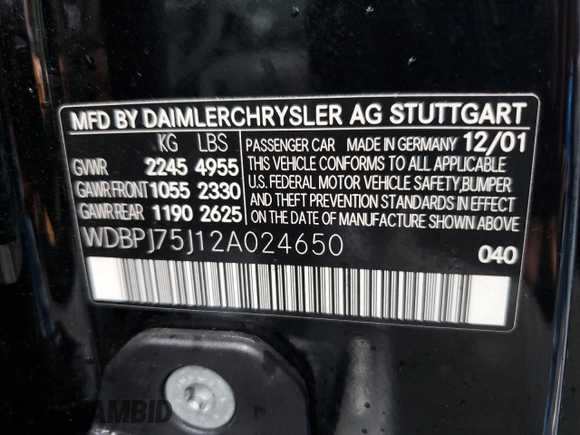 MFD BY DAIMLERCHRYSLER AG STUTTGART
KG LBS
GVWR 2245 4955
GAWR FRONT 1055 2330
GAWR REAR 1190 2625
PASSENGER CAR MADE IN GERMANY 12/01
THIS VEHICLE CONFORMS TO ALL APPLICABLE
U.S. FEDERAL MOTOR VEHICLE SAFETY, BUMPER
AND THEFT PREVENTION STANDARDS IN EFFECT
ON THE DATE OF MANUFACTURE SHOWN ABOVE
WDBPJ75J12A024650
040